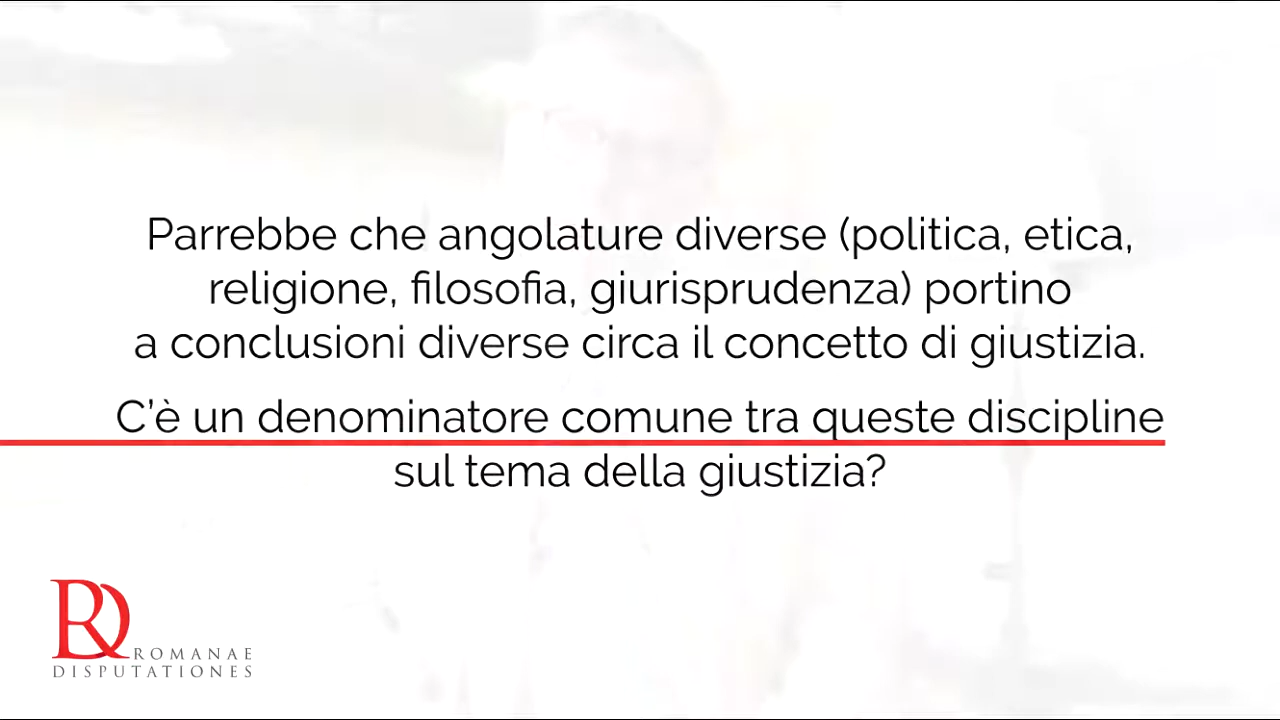 Parrebbe che angolature diverse (politica, etica,
religione, filosofia, giurisprudenza) portino
a conclusioni diverse circa il concetto di giustizia.
C'è un denominatore comune tra queste discipline
sul tema della giustizia?
RD ROMANAE
DISPUTATIONES